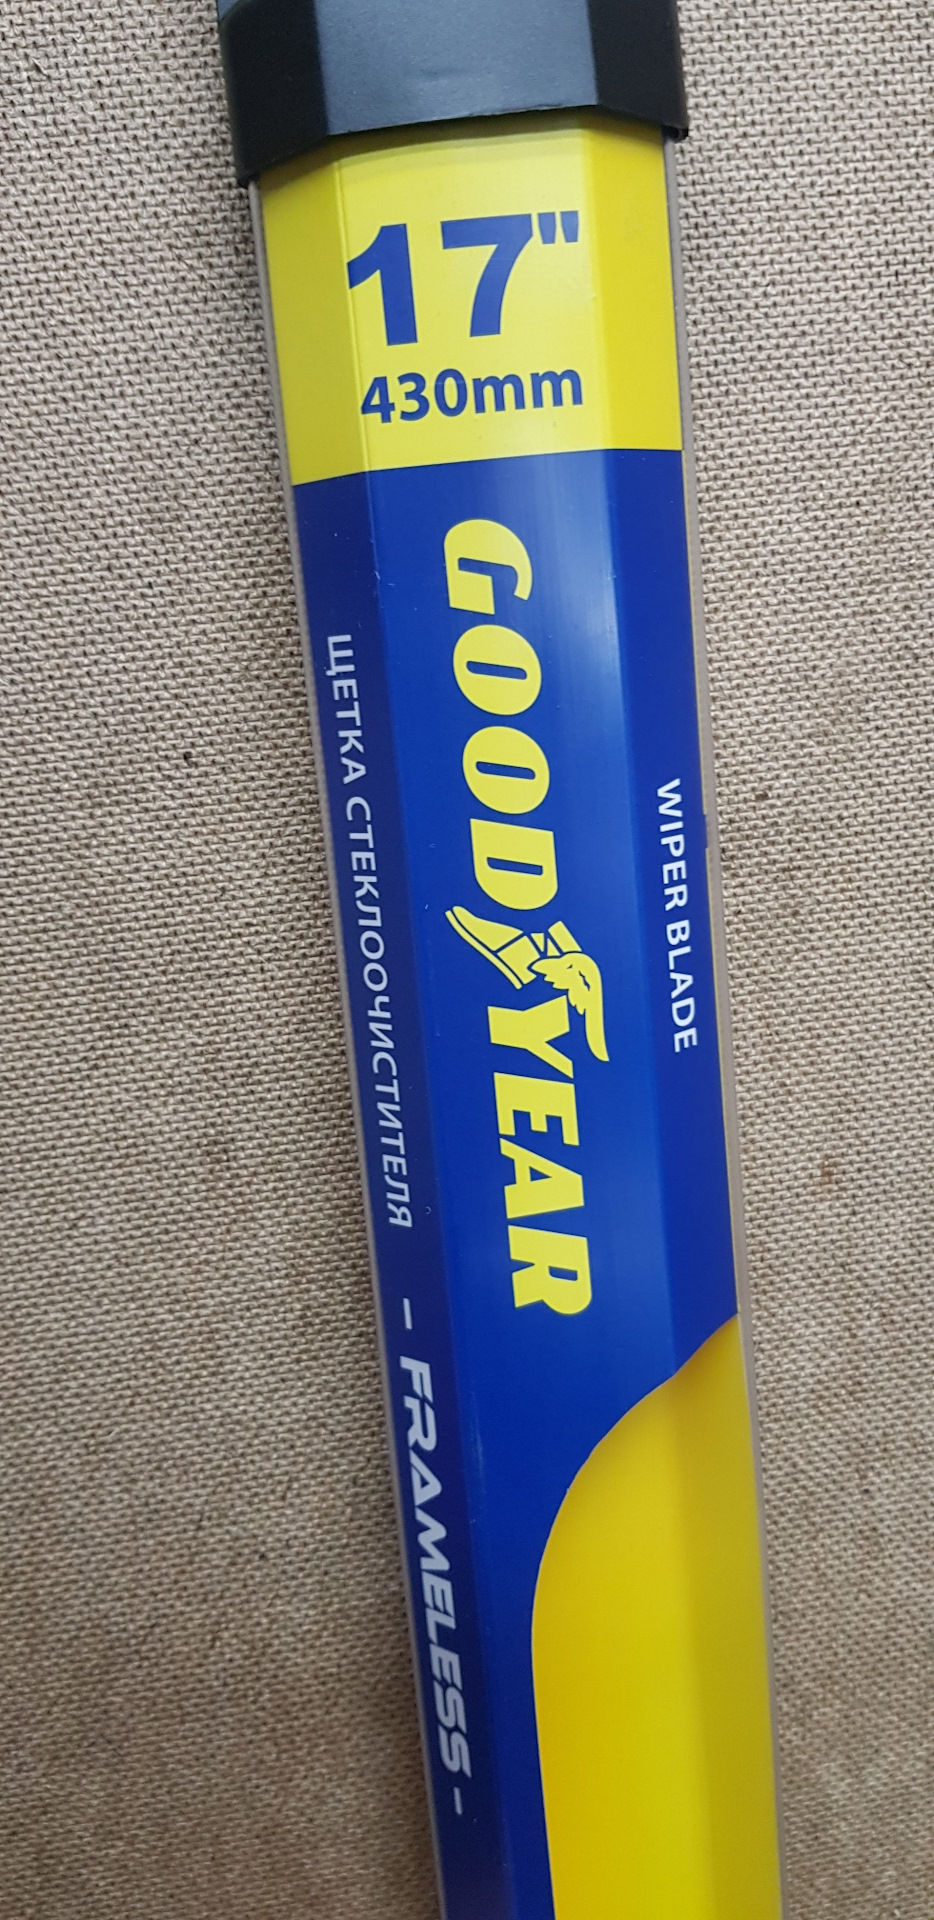 17"
430mm
GOODYEAR
WIPER BLADE
ЩЕТКА СТЕКЛООЧИСТИТЕЛЯ – FRAMELESS –